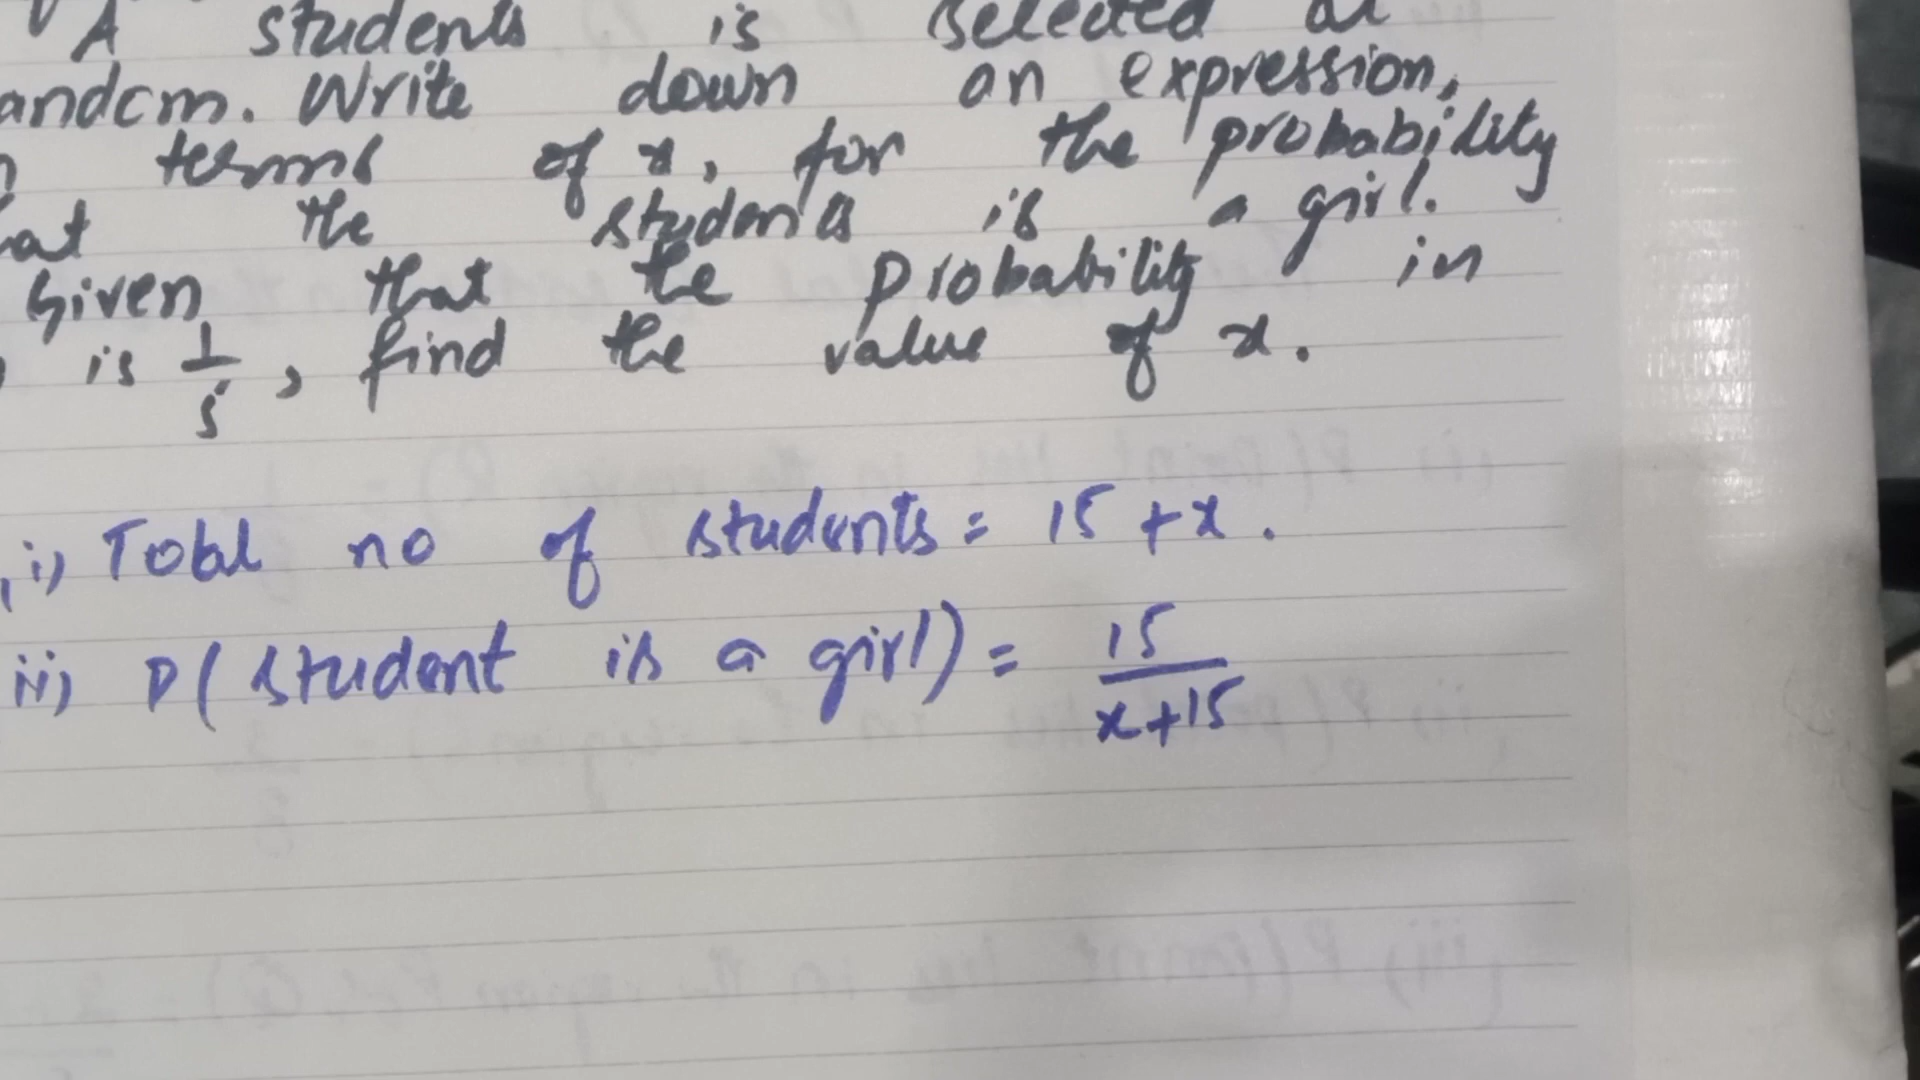 A students is selected at
andom. Write down an expression,
terms of x, for the probability
hat the students is a girl.
Given that the probability in
is 1/5, find the value of x.
i) Total no of students = 15 + x.
ii) P( student is a girl) = 15/x+15